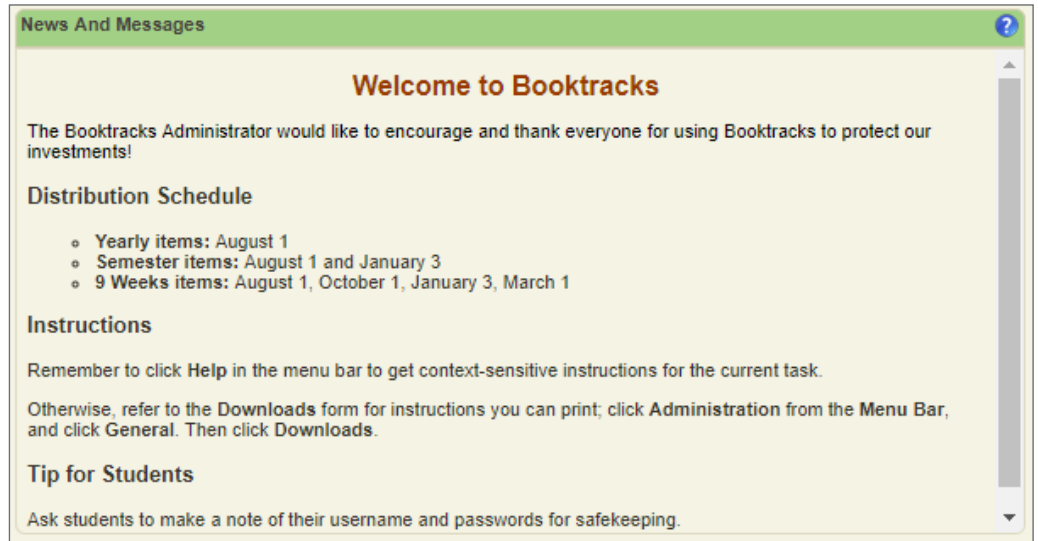 News And Messages
Welcome to Booktracks
The Booktracks Administrator would like to encourage and thank everyone for using Booktracks to protect our
investments!
Distribution Schedule
Yearly items: August 1
Semester items: August 1 and January 3
9 Weeks items: August 1, October 1, January 3, March 1
Instructions
Remember to click Help in the menu bar to get context-sensitive instructions for the current task.
Otherwise, refer to the Downloads form for instructions you can print; click Administration from the Menu Bar,
and click General. Then click Downloads.
Tip for Students
Ask students to make a note of their username and passwords for safekeeping.